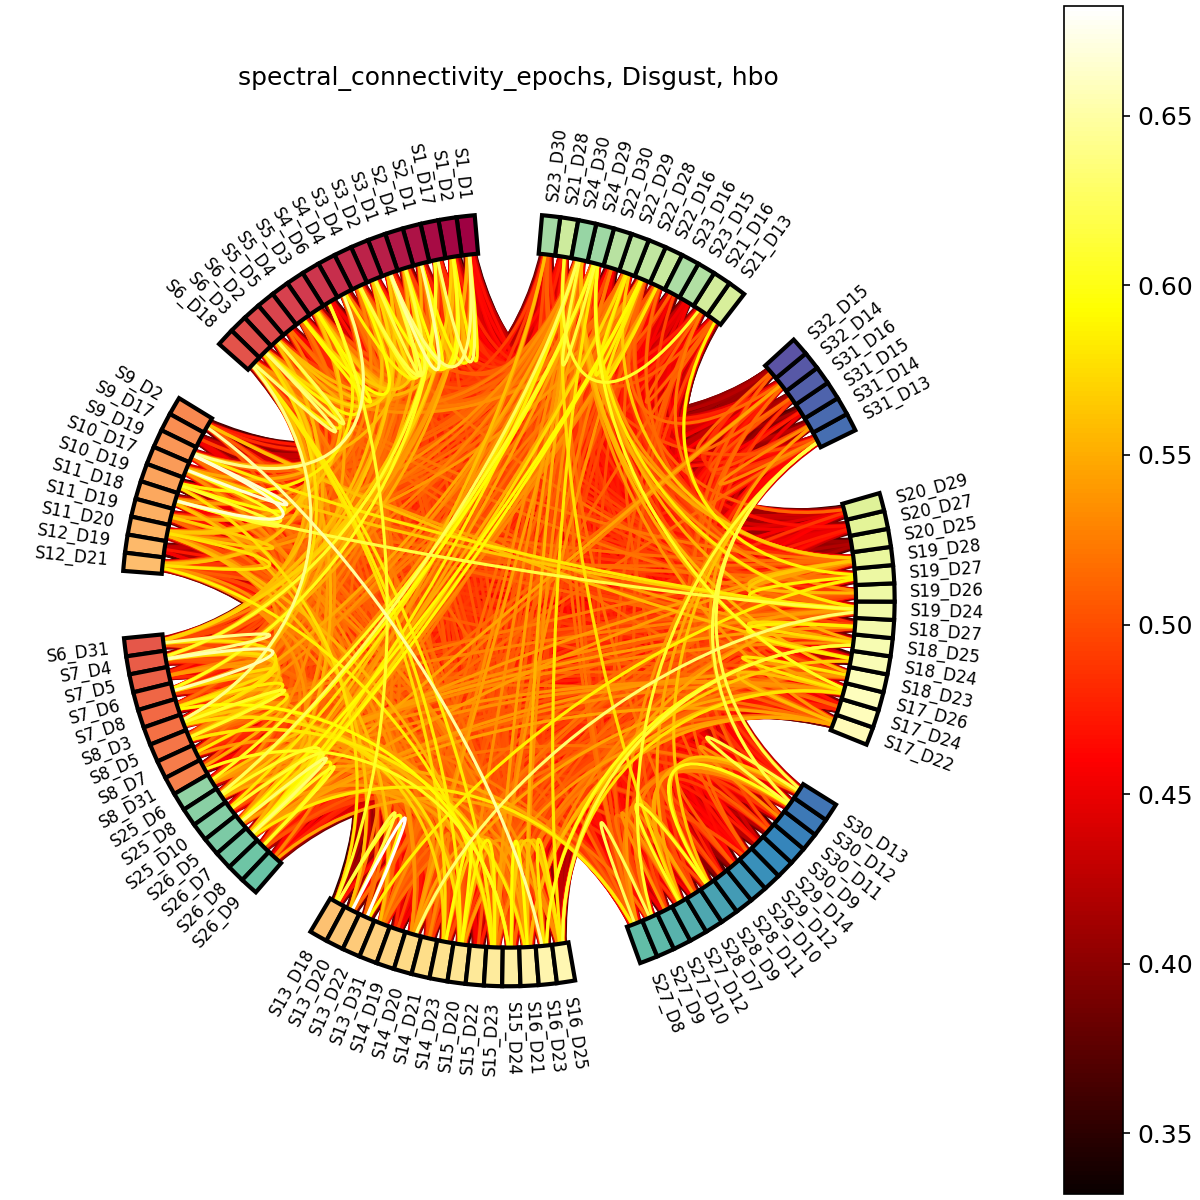 spectral_connectivity_epochs, Disgust, hbo
S1_D1
S1_D2
S1_D17
S2_D1
S2_D4
S3_D1
S3_D2
S3_D4
S4_D4
S4_D6
S5_D3
S5_D4
S5_D5
S6_D2
S6_D3
S6_D18
S9_D2
S9_D17
S9_D19
S10_D17
S10_D19
S11_D18
S11_D19
S11_D20
S12_D19
S12_D21
S6_D31
S7_D4
S7_D5
S7_D6
S7_D8
S8_D3
S8_D5
S8_D7
S8_D31
S25_D6
S25_D8
S25_D10
S26_D5
S26_D7
S26_D8
S26_D9
S13_D18
S13_D20
S13_D22
S13_D31
S14_D19
S14_D20
S14_D21
S14_D23
S15_D20
S15_D22
S15_D23
S15_D24
S16_D21
S16_D23
S16_D25
S27_D8
S27_D9
S27_D10
S27_D12
S28_D7
S28_D9
S28_D11
S29_D10
S29_D12
S29_D14
S30_D9
S30_D11
S30_D12
S30_D13
S17_D22
S17_D24
S17_D26
S18_D23
S18_D24
S18_D25
S18_D27
S19_D24
S19_D26
S19_D27
S19_D28
S20_D25
S20_D27
S20_D29
S31_D13
S31_D14
S31_D15
S31_D16
S32_D14
S32_D15
S21_D13
S21_D16
S23_D15
S23_D16
S22_D16
S22_D28
S22_D29
S22_D30
S24_D29
S24_D30
S21_D28
S23_D30
0.65
0.60
0.55
0.50
0.45
0.40
0.35